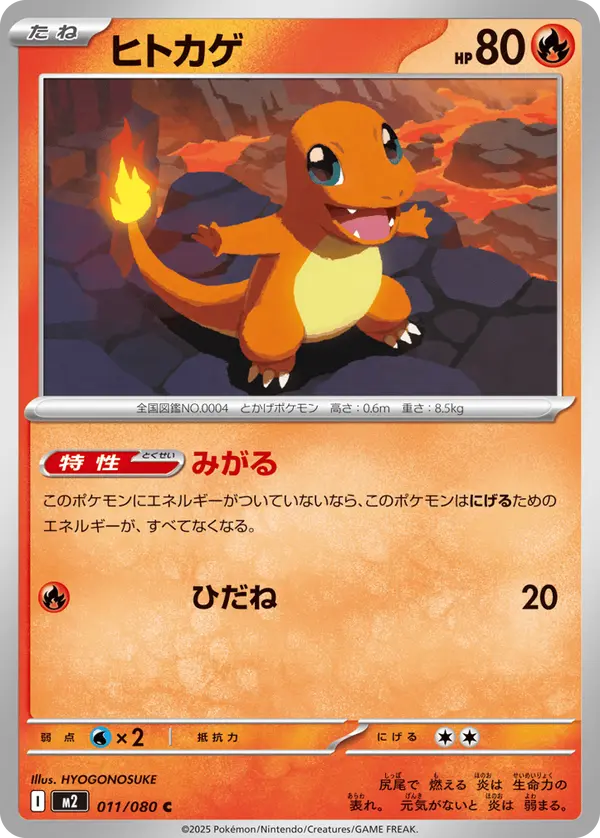 たね ヒトカゲ HP80
全国図鑑NO.0004 とかげポケモン 高さ:0.6m 重さ:8.5kg
特性 とくせい みがる
このポケモンにエネルギーがついていないなら、このポケモンはにげるための
エネルギーが、すべてなくなる。
ひだね 20
弱点 ×2 抵抗力 にげる
Illus. HYOGONOSUKE
I m2 011/080 C
尻尾で 燃える 炎は 生命力の
表れ。 元気がないと 炎は 弱まる。
©2025 Pokémon/Nintendo/Creatures/GAME FREAK.